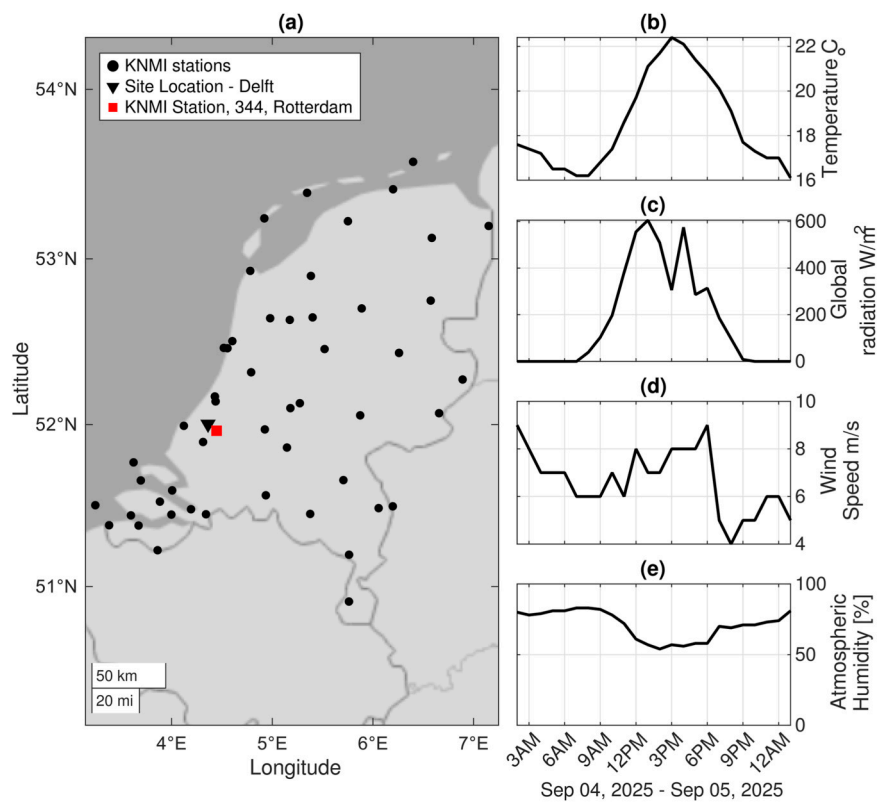 (a)
KNMI stations
Site Location - Delft
KNMI Station, 344, Rotterdam
54°N
53°N
52°N
51°N
Latitude
50 km
20 mi
4°E 5°E 6°E 7°E
Longitude
(b)
22
20
18
16
Temperature °C
(c)
600
400
200
0
Global
radiation W/m²
(d)
10
8
6
4
Wind
Speed m/s
(e)
100
50
0
Atmospheric
Humidity [%]
3AM 6AM 9AM 12PM 3PM 6PM 9PM 12AM
Sep 04, 2025 - Sep 05, 2025